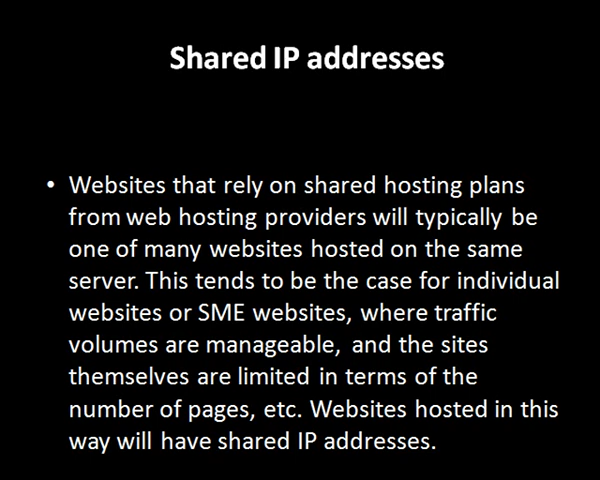 Shared IP addresses
• Websites that rely on shared hosting plans
from web hosting providers will typically be
one of many websites hosted on the same
server. This tends to be the case for individual
websites or SME websites, where traffic
volumes are manageable, and the sites
themselves are limited in terms of the
number of pages, etc. Websites hosted in this
way will have shared IP addresses.